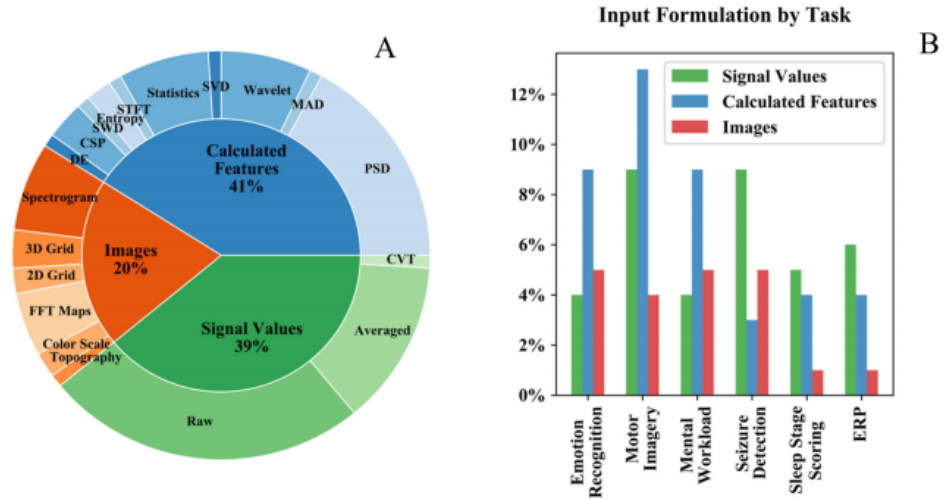 Input Formulation by Task
A
B
SVD
Statistics
Wavelet
STFT
MAD
Entropy
SWD
CSP
DE
Calculated
Features
41%
PSD
Spectrogram
3D Grid
Images
20%
2D Grid
CVT
FFT Maps
Signal Values
39%
Averaged
Color Scale
Topography
Raw
Signal Values
Calculated Features
Images
12%
10%
8%
6%
4%
2%
0%
Emotion
Recognition
Motor
Imagery
Mental
Workload
Seizure
Detection
Sleep Stage
Scoring
ERP